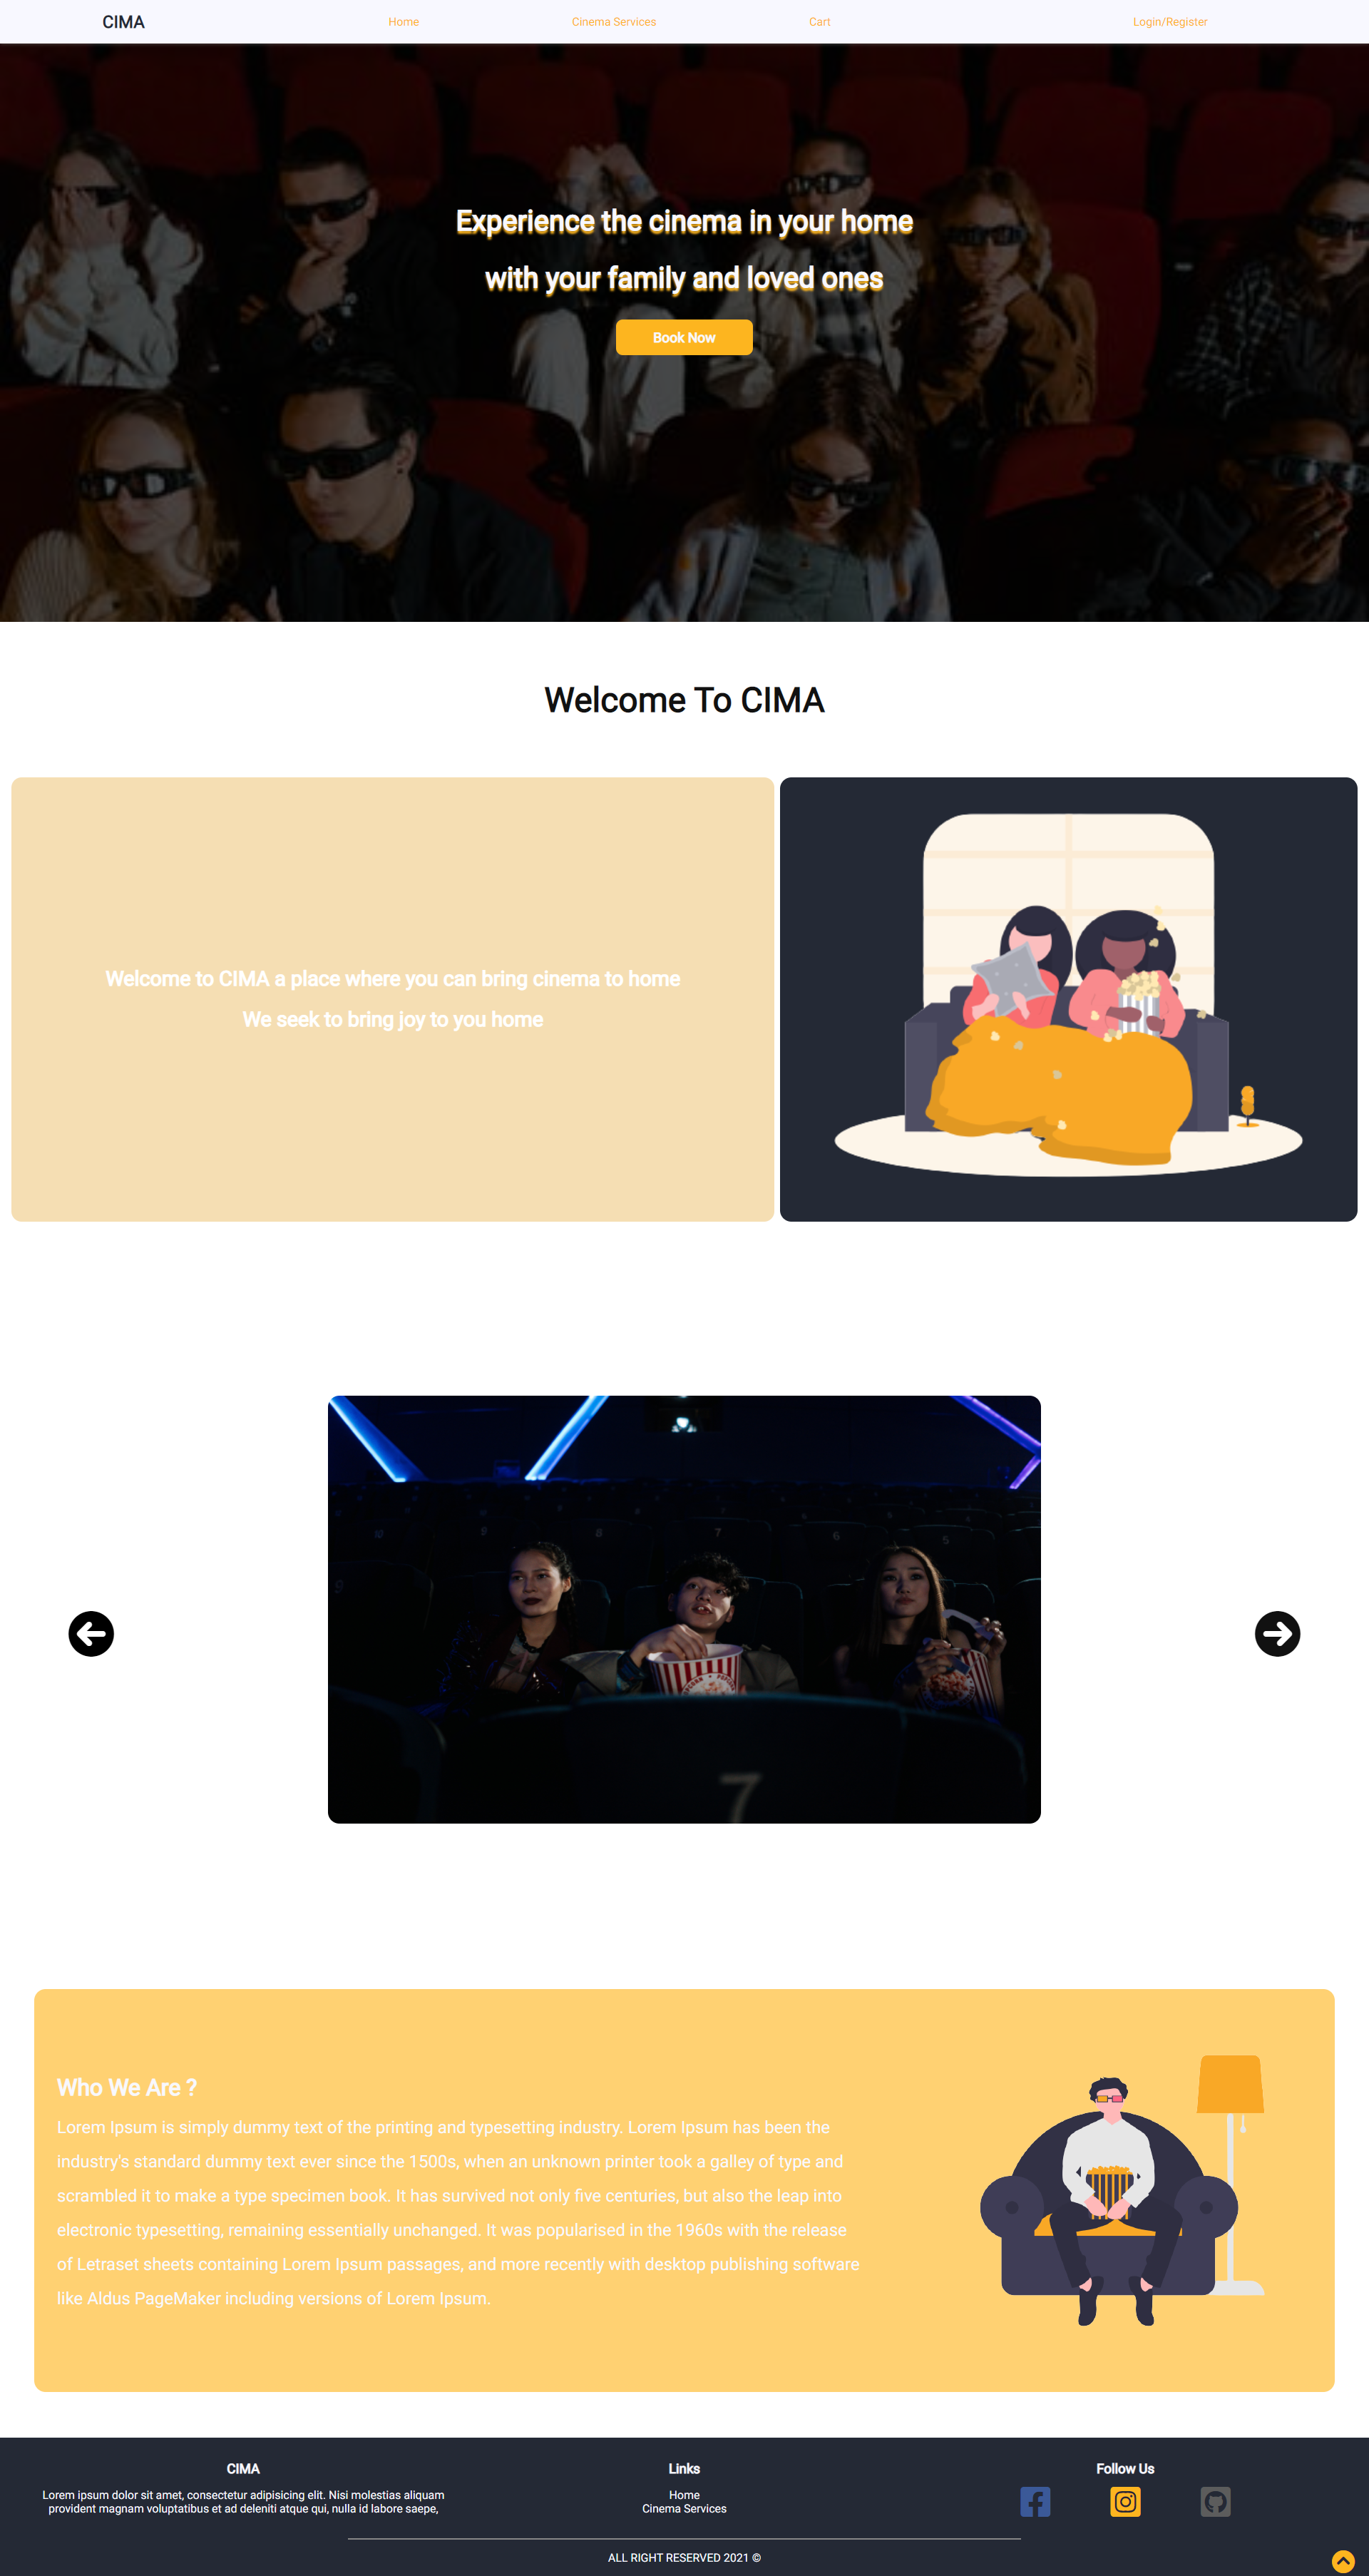 CIMA
Home
Cinema Services
Cart
Login/Register
Experience the cinema in your home
with your family and loved ones
Book Now
Welcome To CIMA
Welcome to CIMA a place where you can bring cinema to home
We seek to bring joy to you home
10
9
8
7
6
5
9
7
Who We Are ?
Lorem Ipsum is simply dummy text of the printing and typesetting industry. Lorem Ipsum has been the
industry's standard dummy text ever since the 1500s, when an unknown printer took a galley of type and
scrambled it to make a type specimen book. It has survived not only five centuries, but also the leap into
electronic typesetting, remaining essentially unchanged. It was popularised in the 1960s with the release
of Letraset sheets containing Lorem Ipsum passages, and more recently with desktop publishing software
like Aldus PageMaker including versions of Lorem Ipsum.
CIMA
Lorem ipsum dolor sit amet, consectetur adipisicing elit. Nisi molestias aliquam
provident magnam voluptatibus et ad deleniti atque qui, nulla id labore saepe,
Links
Home
Cinema Services
Follow Us
ALL RIGHT RESERVED 2021 ©